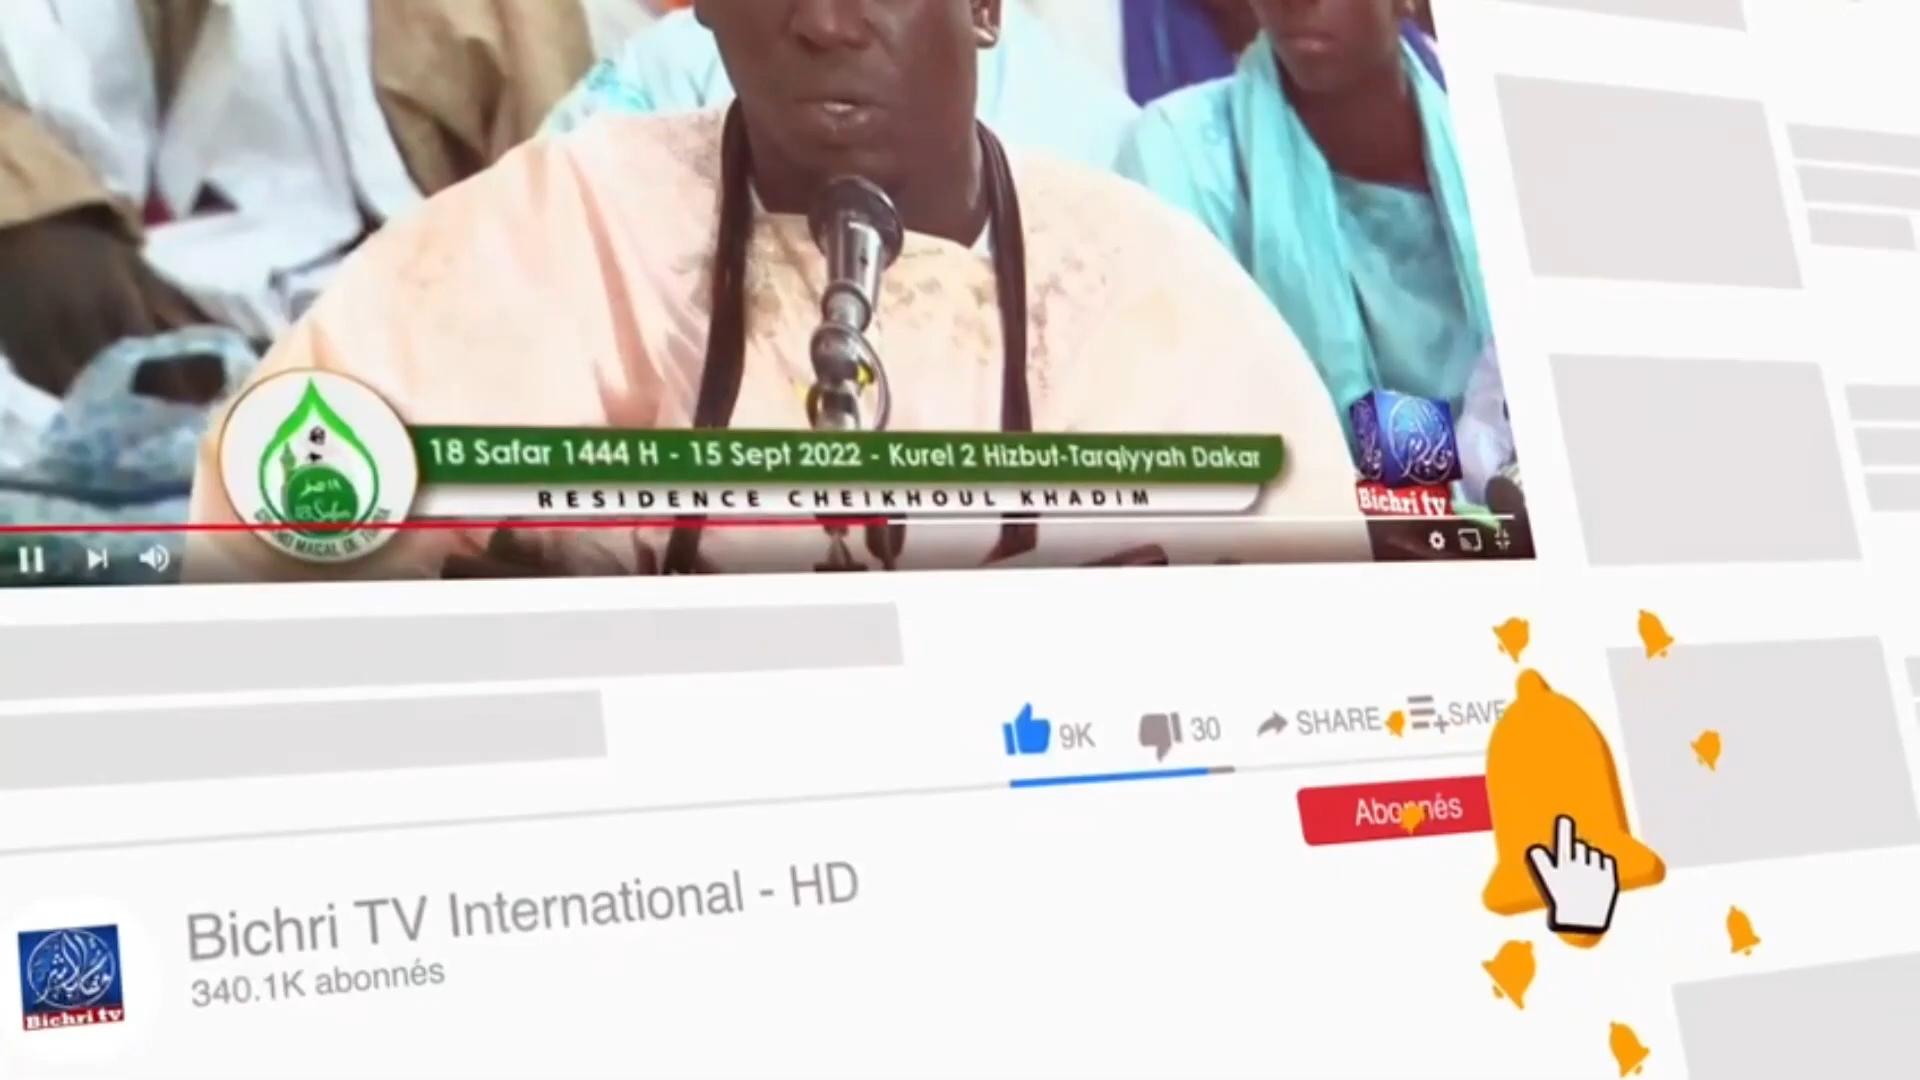 18 Safar 1444 H - 15 Sept 2022 - Kurel 2 Hizbut-Tarqiyyah Dakar
RESIDENCE CHEIKHOUL KHADIM
Bichri tv
9K
30
SHARE
SAVE
Abonnés
Bichri TV International - HD
340.1K abonnés
Bichri tv